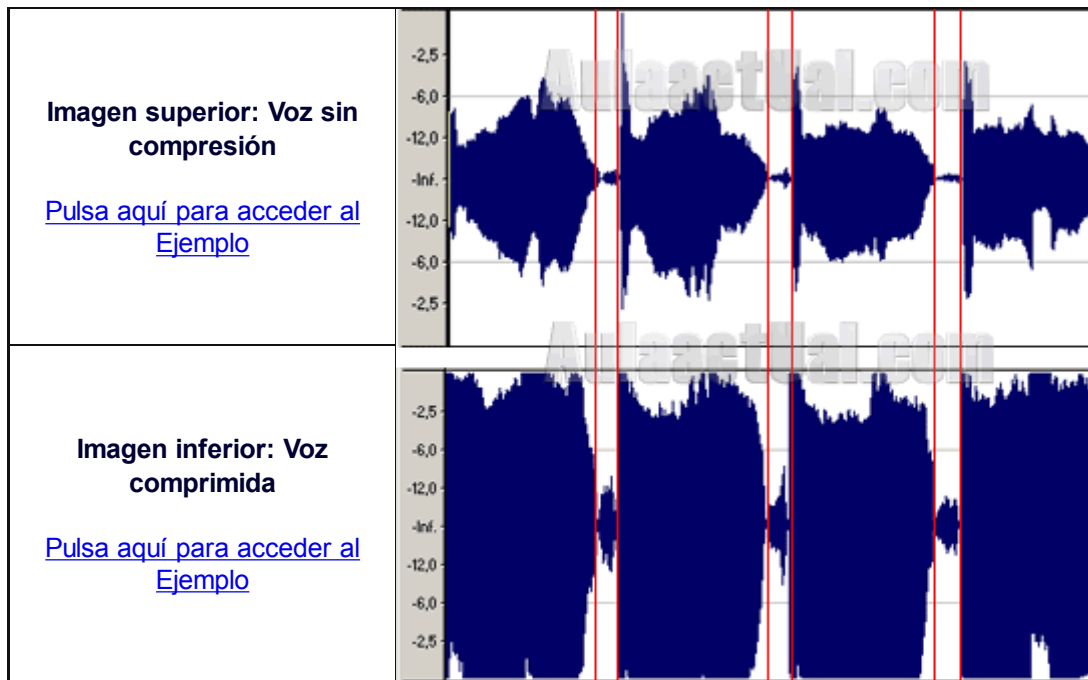 Imagen superior: Voz sin
compresión
Pulsa aquí para acceder al
Ejemplo
AulaactUal.com
-2,5
-6,0
-12,0
-Inf.
-12,0
-6,0
-2,5
Imagen inferior: Voz
comprimida
Pulsa aquí para acceder al
Ejemplo
AulaactUal.com
-2,5
-6,0
-12,0
-Inf.
-12,0
-6,0
-2,5